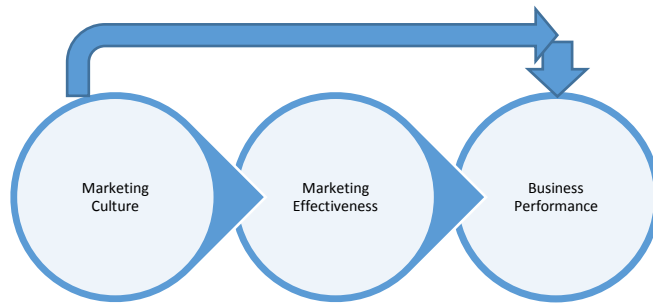 Marketing
Culture
Marketing
Effectiveness
Business
Performance